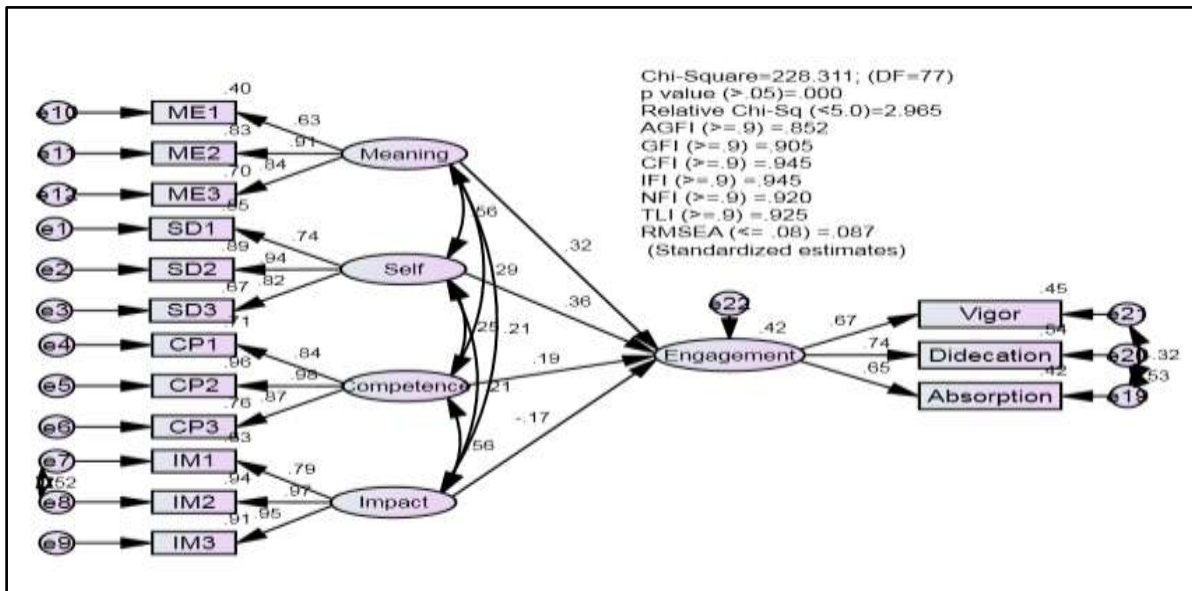 Chi-Square=228.311; (DF=77)
p value (>.05)=.000
Relative Chi-Sq (<5.0)=2.965
AGFI (>=.9) =.852
GFI (>=.9) =.905
CFI (>=.9) =.945
IFI (>=.9) =.945
NFI (>=.9) =.920
TLI (>=.9) =.925
RMSEA (<= .08) =.087
(Standardized estimates)
.40
e10 ME1 .63
.83
e11 ME2 .91 Meaning
.70 .84
e12 ME3
e1 SD1 .74
.89
e2 SD2 .94 Self
.67 .82
e3 SD3
.71
e4 CP1 .84
.96
e5 CP2 .98 Competence
.76 .87
e6 CP3
e7 IM1 .79
.52 .94
e8 IM2 .97 Impact
.91 .95
e9 IM3
.56
.29
.25 .21
.21
.56
.32
.36
.19
-.17
e22
.42
Engagement
.45
.67 Vigor e21
.54
.74 Didecation e20 .32
.42 .53
.65 Absorption e19